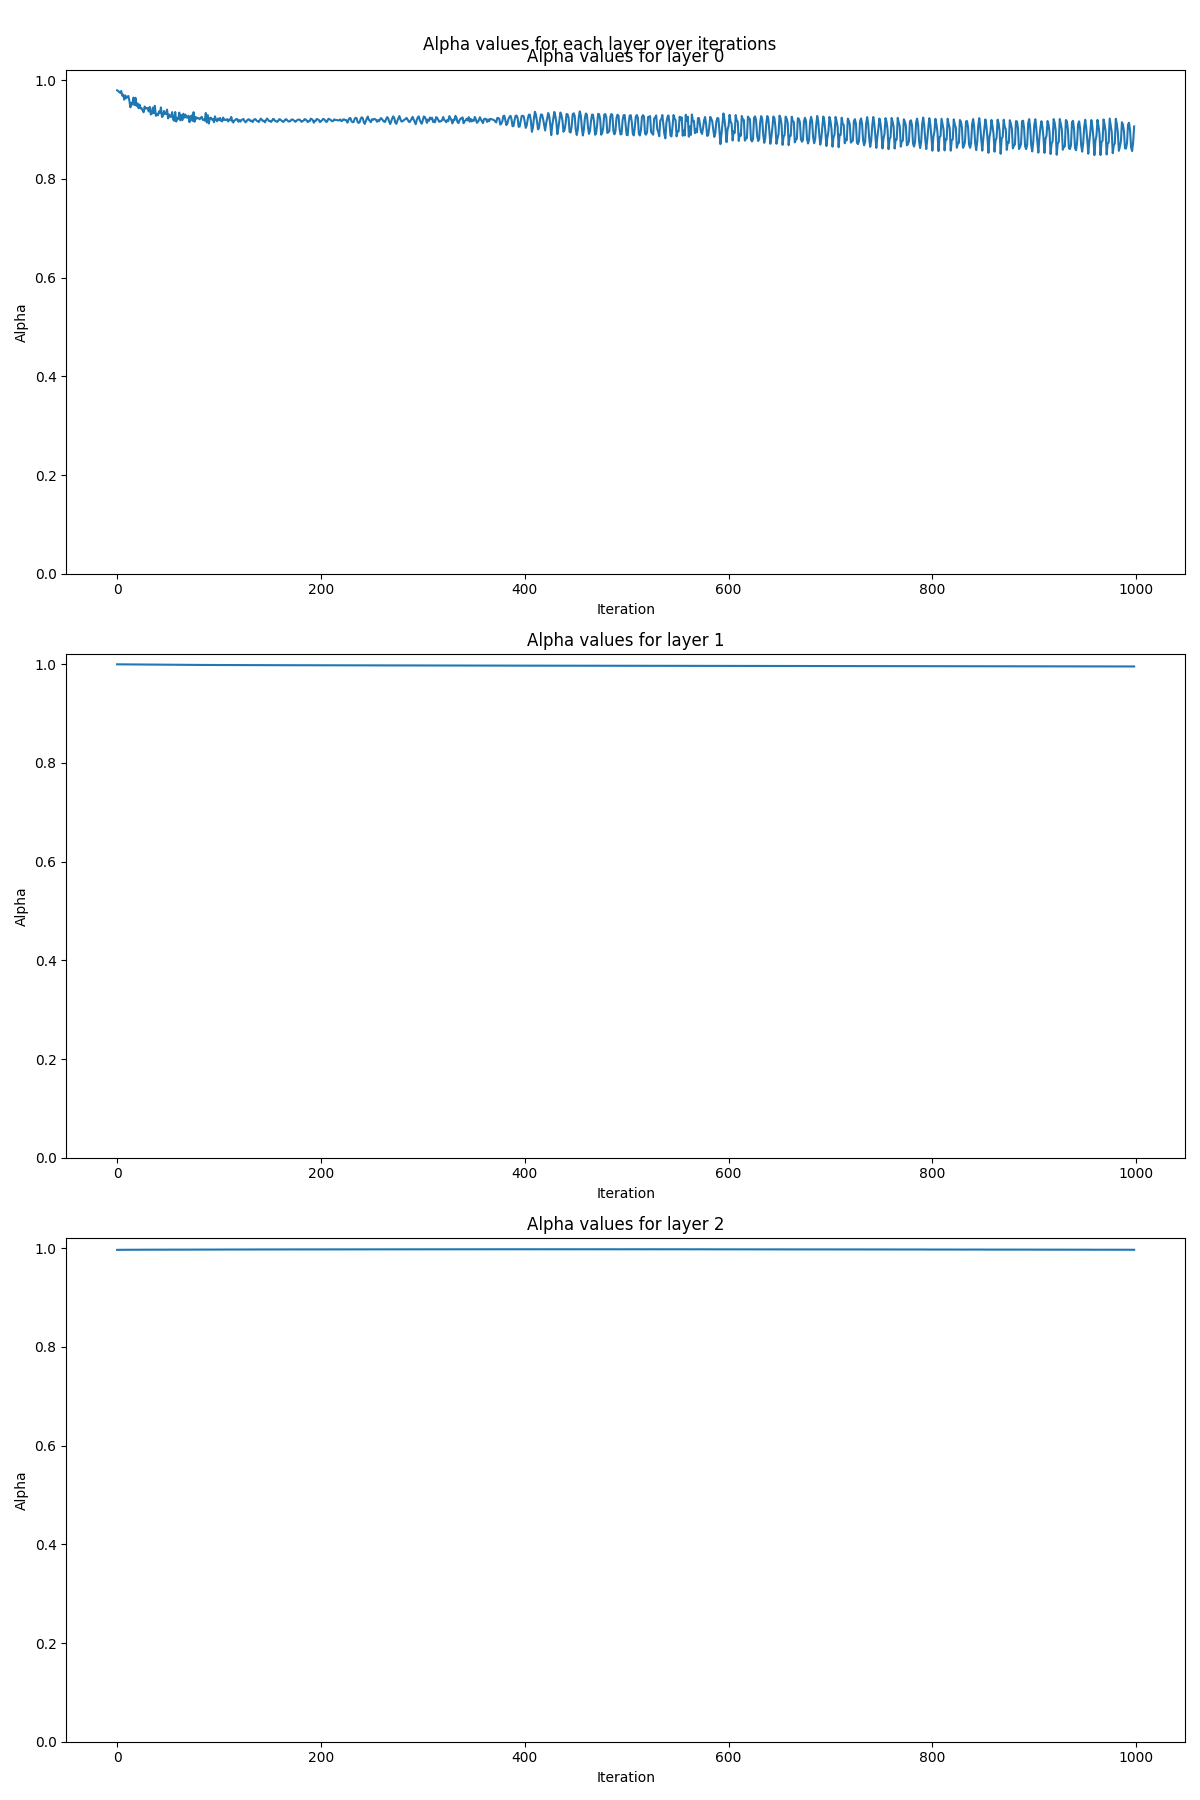 Alpha values for each layer over iterations
Alpha values for layer 0
1.0
0.8
0.6
0.4
0.2
0.0
Alpha
0 200 400 600 800 1000
Iteration
Alpha values for layer 1
1.0
0.8
0.6
0.4
0.2
0.0
Alpha
0 200 400 600 800 1000
Iteration
Alpha values for layer 2
1.0
0.8
0.6
0.4
0.2
0.0
Alpha
0 200 400 600 800 1000
Iteration